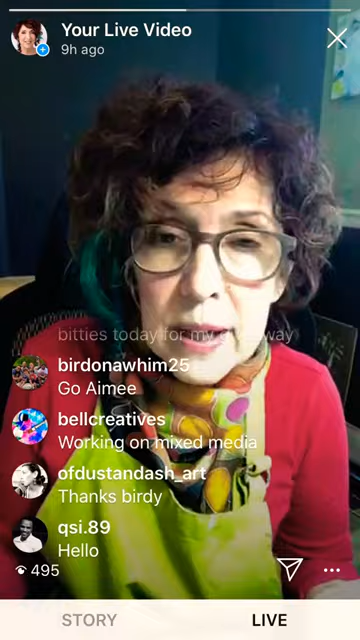 Your Live Video
9h ago
bitties today for my giveaway
birdonawhim25
Go Aimee
bellcreatives
Working on mixed media
ofdustandash_art
Thanks birdy
qsi.89
Hello
495
STORY
LIVE